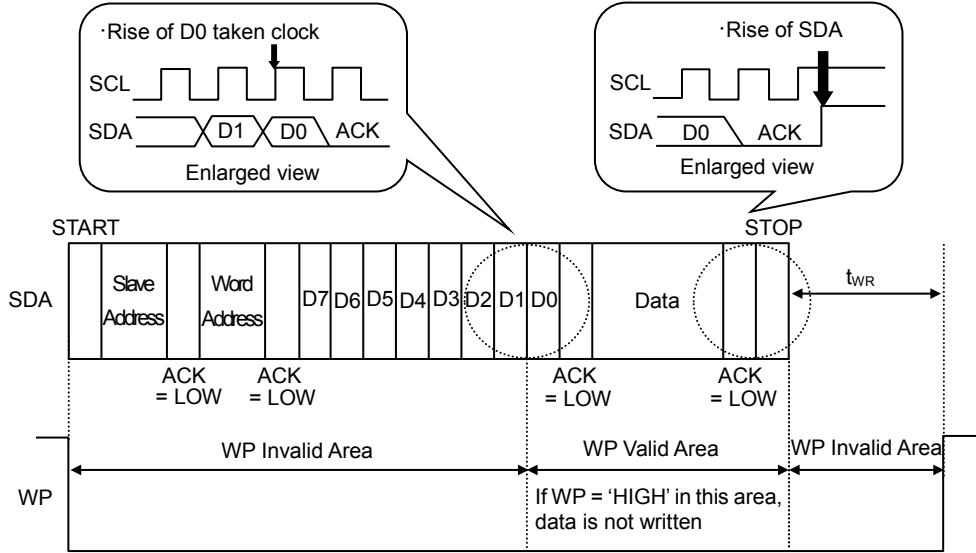 ·Rise of D0 taken clock
SCL
SDA
D1
D0
ACK
Enlarged view
·Rise of SDA
SCL
SDA
D0
ACK
Enlarged view
START
STOP
SDA
Slave
Address
Word
Address
D7
D6
D5
D4
D3
D2
D1
D0
Data
tWR
ACK
= LOW
ACK
= LOW
ACK
= LOW
ACK
= LOW
WP Invalid Area
WP Valid Area
WP Invalid Area
WP
If WP = ‘HIGH’ in this area,
data is not written